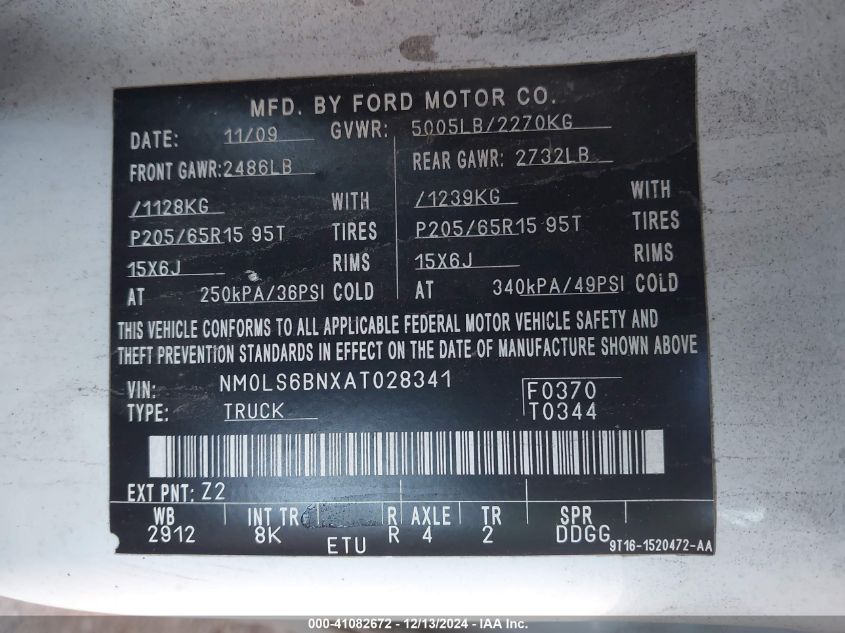 MFD. BY FORD MOTOR CO.
DATE: 11/09 GVWR: 5005LB/2270KG
FRONT GAWR: 2486LB REAR GAWR: 2732LB
/1128KG WITH /1239KG WITH
P205/65R15 95T TIRES P205/65R15 95T TIRES
15X6J RIMS 15X6J RIMS
AT 250kPA/36PSI COLD AT 340kPA/49PSI COLD
THIS VEHICLE CONFORMS TO ALL APPLICABLE FEDERAL MOTOR VEHICLE SAFETY AND
THEFT PREVENTION STANDARDS IN EFFECT ON THE DATE OF MANUFACTURE SHOWN ABOVE
VIN: NM0LS6BNXAT028341 F0370
TYPE: TRUCK T0344
EXT PNT: Z2
WB INT TR R AXLE TR SPR
2912 8K ETU R 4 2 DDGG 9T16-1520472-AA
000-41082672 - 12/13/2024 - IAA Inc.